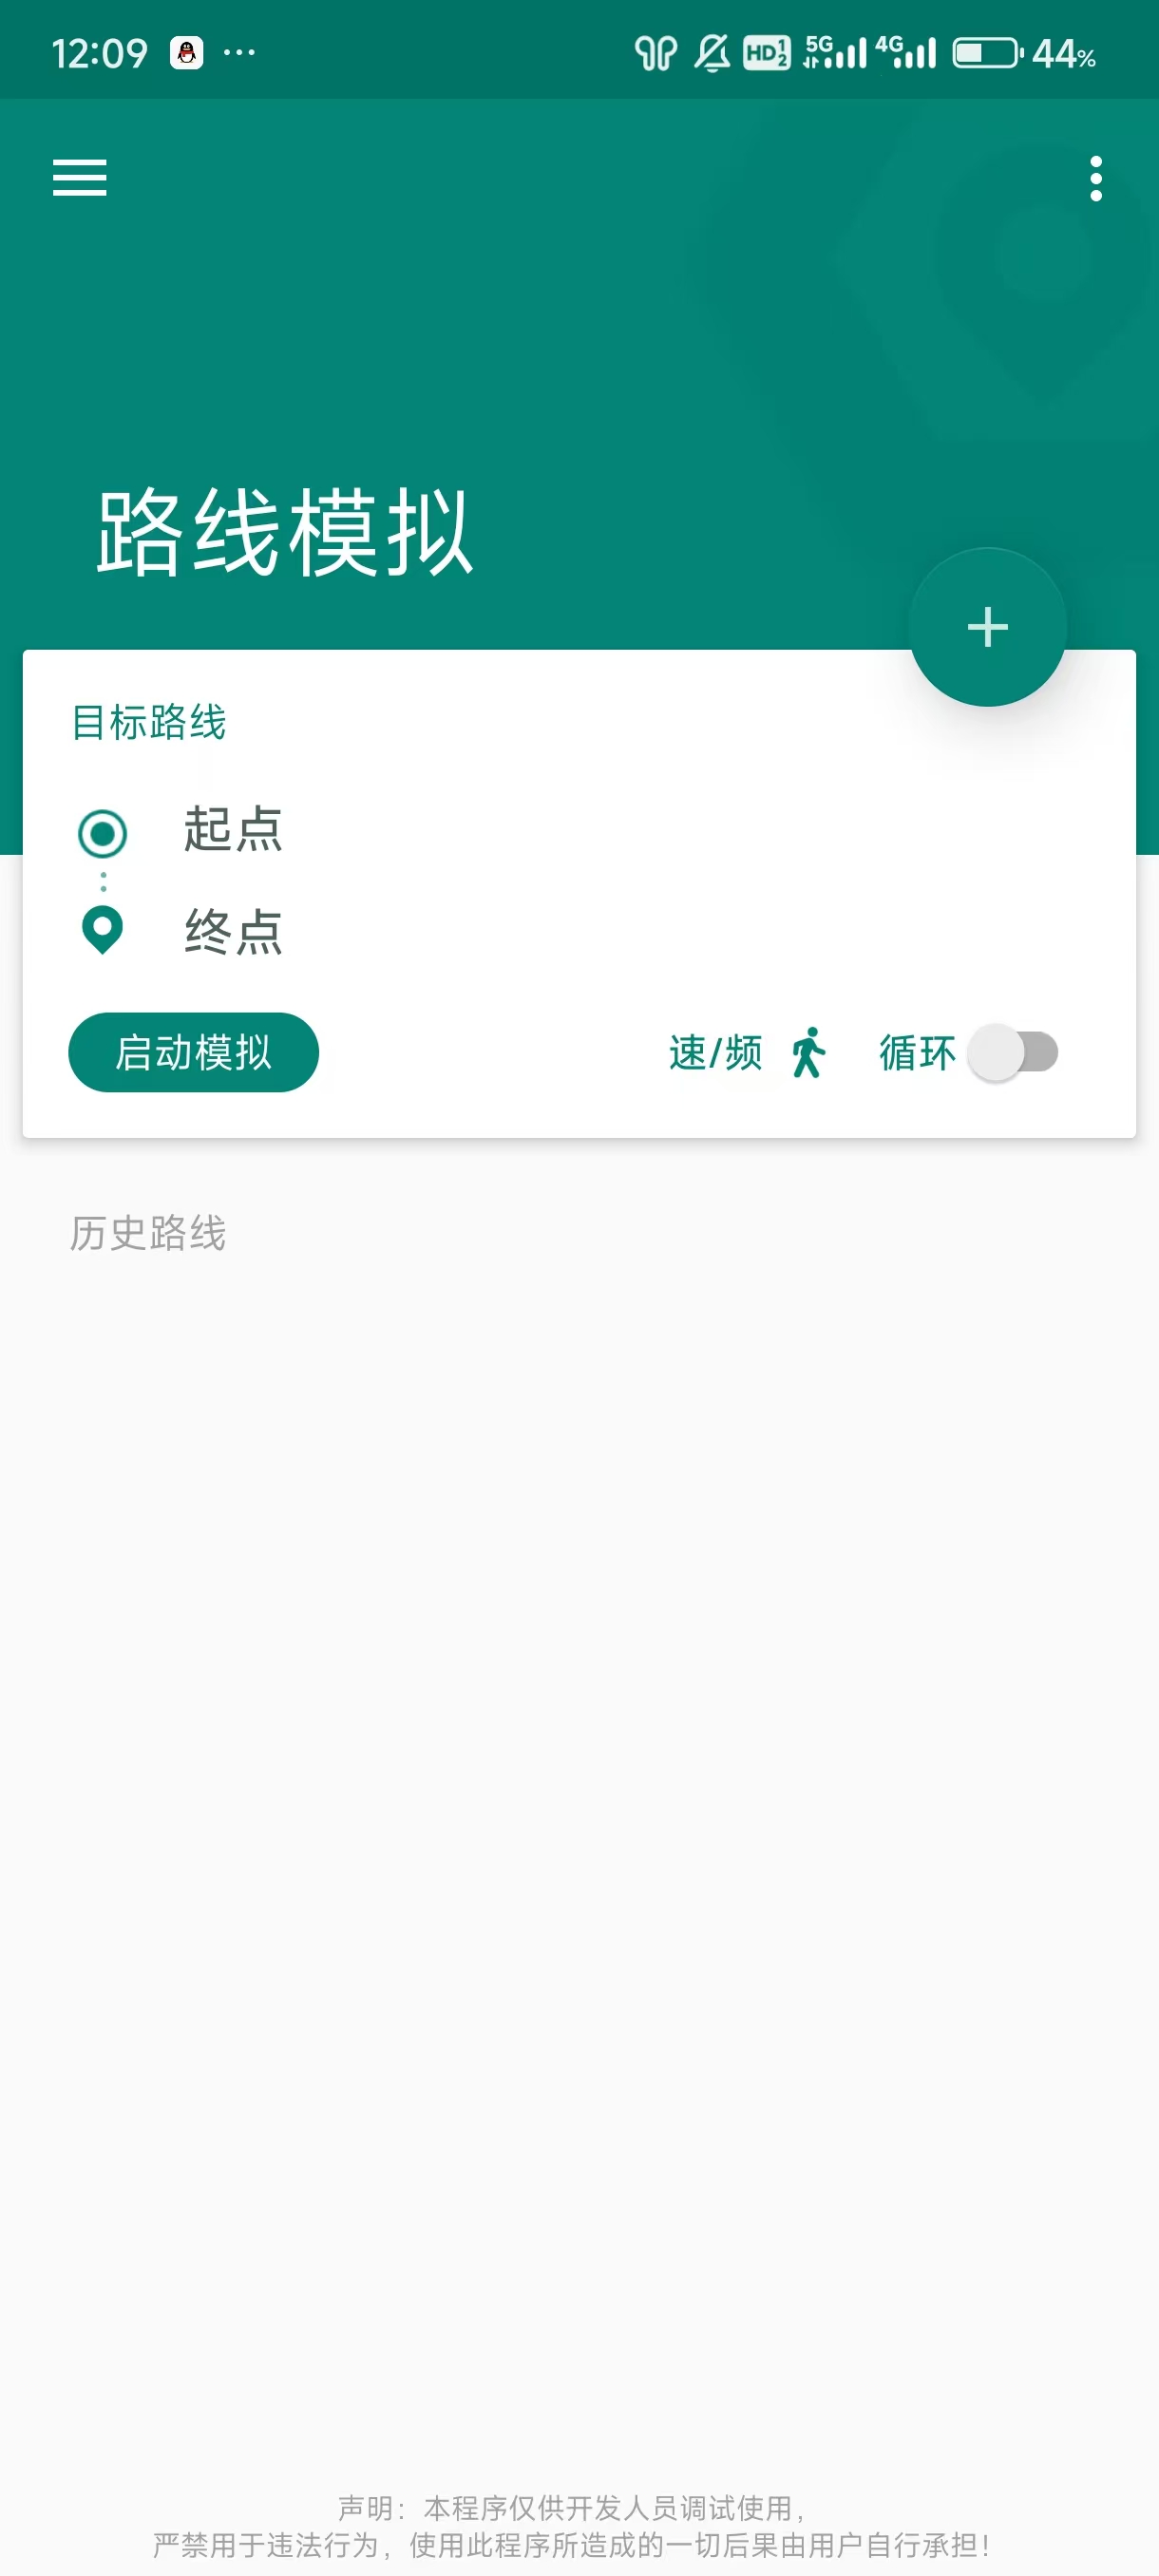 12:09 ··· HD 1 2 5G 4G 44%
路线模拟
目标路线
起点
终点
启动模拟 速/频 循环
历史路线
声明：本程序仅供开发人员调试使用，
严禁用于违法行为，使用此程序所造成的一切后果由用户自行承担！